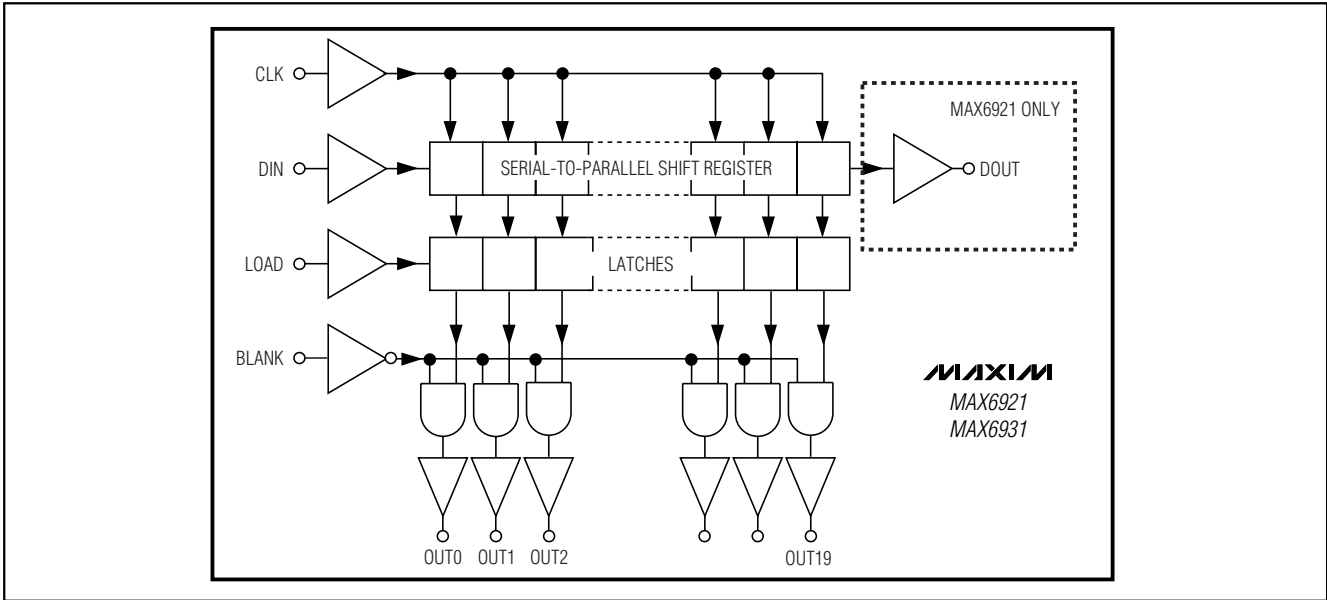 CLK
MAX6921 ONLY
DIN
SERIAL-TO-PARALLEL SHIFT REGISTER
DOUT
LOAD
LATCHES
BLANK
MAXIM
MAX6921
MAX6931
OUT0
OUT1
OUT2
OUT19